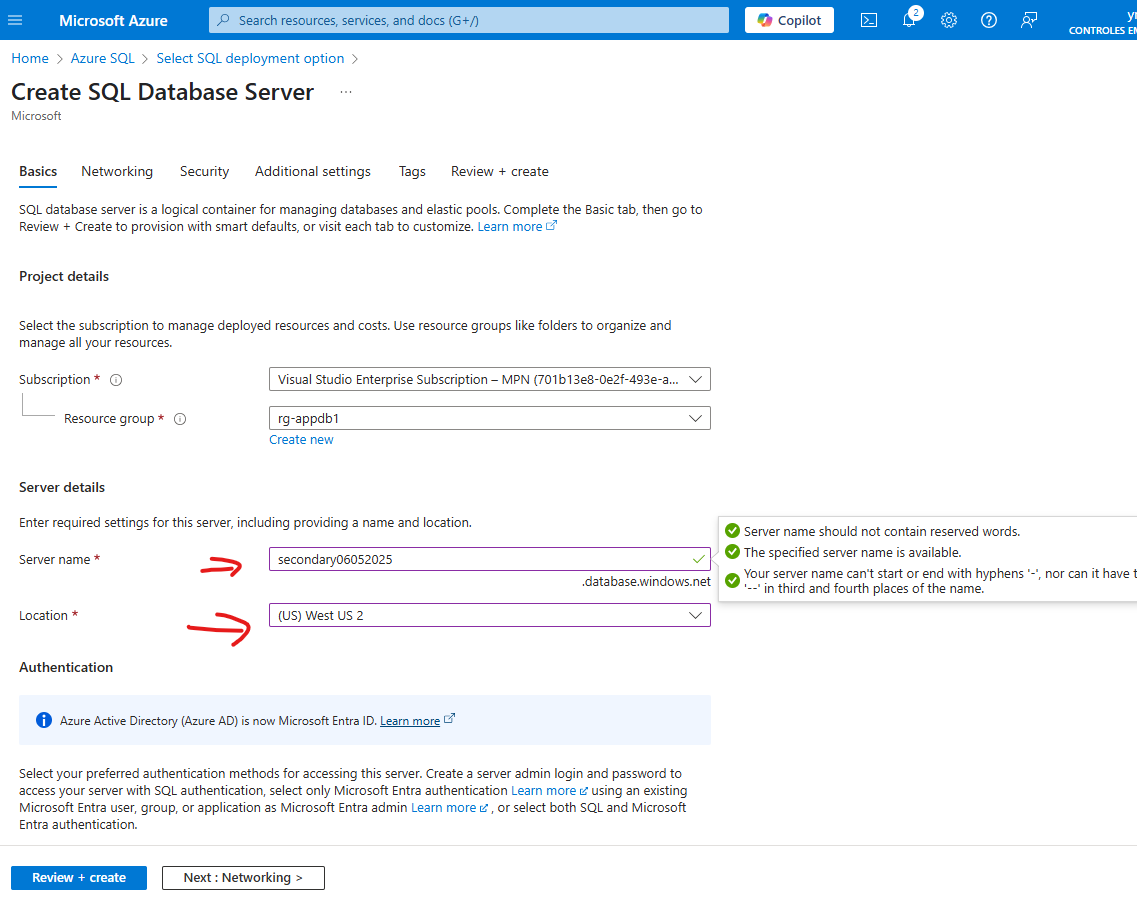 Microsoft Azure
Search resources, services, and docs (G+/)
Copilot
2
CONTROLES EM
Home > Azure SQL > Select SQL deployment option >
Create SQL Database Server ...
Microsoft
Basics Networking Security Additional settings Tags Review + create
SQL database server is a logical container for managing databases and elastic pools. Complete the Basic tab, then go to
Review + Create to provision with smart defaults, or visit each tab to customize. Learn more
Project details
Select the subscription to manage deployed resources and costs. Use resource groups like folders to organize and
manage all your resources.
Subscription *
Visual Studio Enterprise Subscription – MPN (701b13e8-0e2f-493e-a...
Resource group *
rg-appdb1
Create new
Server details
Enter required settings for this server, including providing a name and location.
Server name *
secondary06052025
.database.windows.net
Server name should not contain reserved words.
The specified server name is available.
Your server name can't start or end with hyphens '-', nor can it have t
'--' in third and fourth places of the name.
Location *
(US) West US 2
Authentication
Azure Active Directory (Azure AD) is now Microsoft Entra ID. Learn more
Select your preferred authentication methods for accessing this server. Create a server admin login and password to
access your server with SQL authentication, select only Microsoft Entra authentication Learn more using an existing
Microsoft Entra user, group, or application as Microsoft Entra admin Learn more , or select both SQL and Microsoft
Entra authentication.
Review + create
Next : Networking >